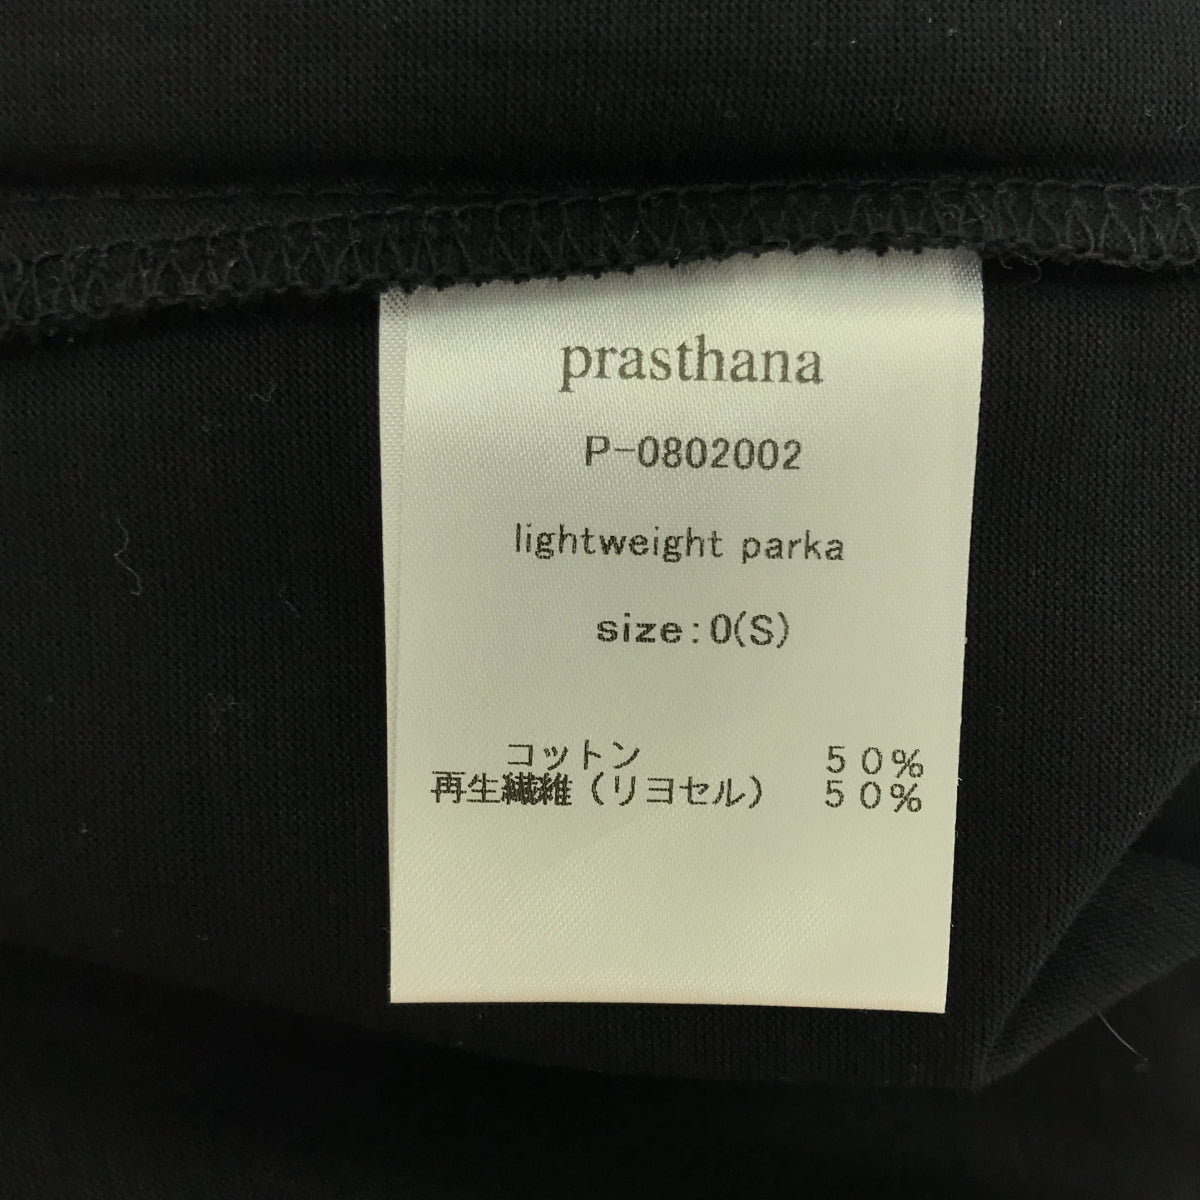 prasthana
P-0802002
lightweight parka
size:0(S)
コットン ５０％
再生繊維（リヨセル） ５０％